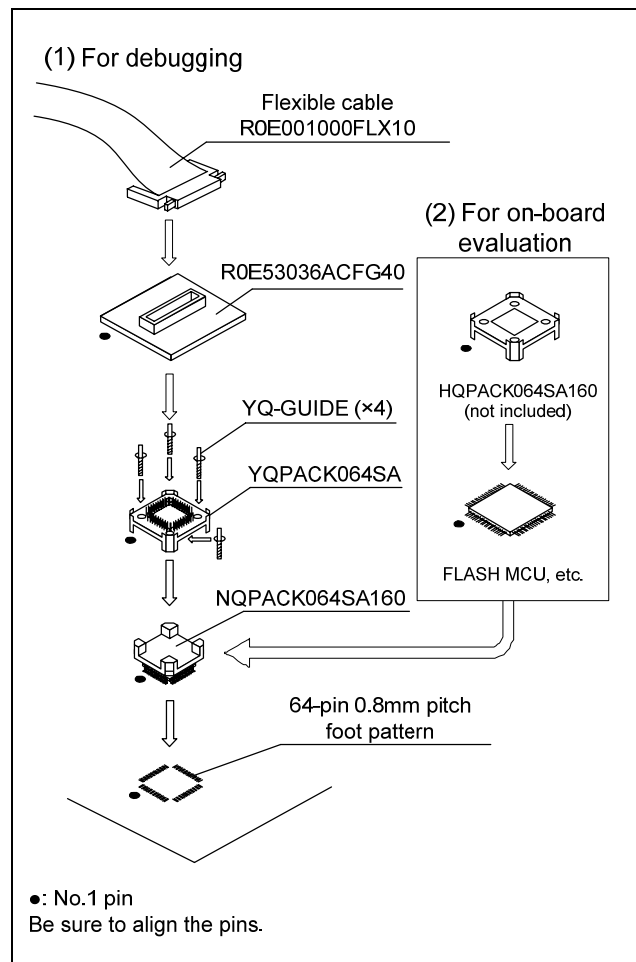 (1) For debugging
Flexible cable
R0E001000FLX10
R0E53036ACFG40
YQ-GUIDE (×4)
YQPACK064SA
NQPACK064SA160
64-pin 0.8mm pitch
foot pattern
(2) For on-board
evaluation
HQPACK064SA160
(not included)
FLASH MCU, etc.
●: No.1 pin
Be sure to align the pins.